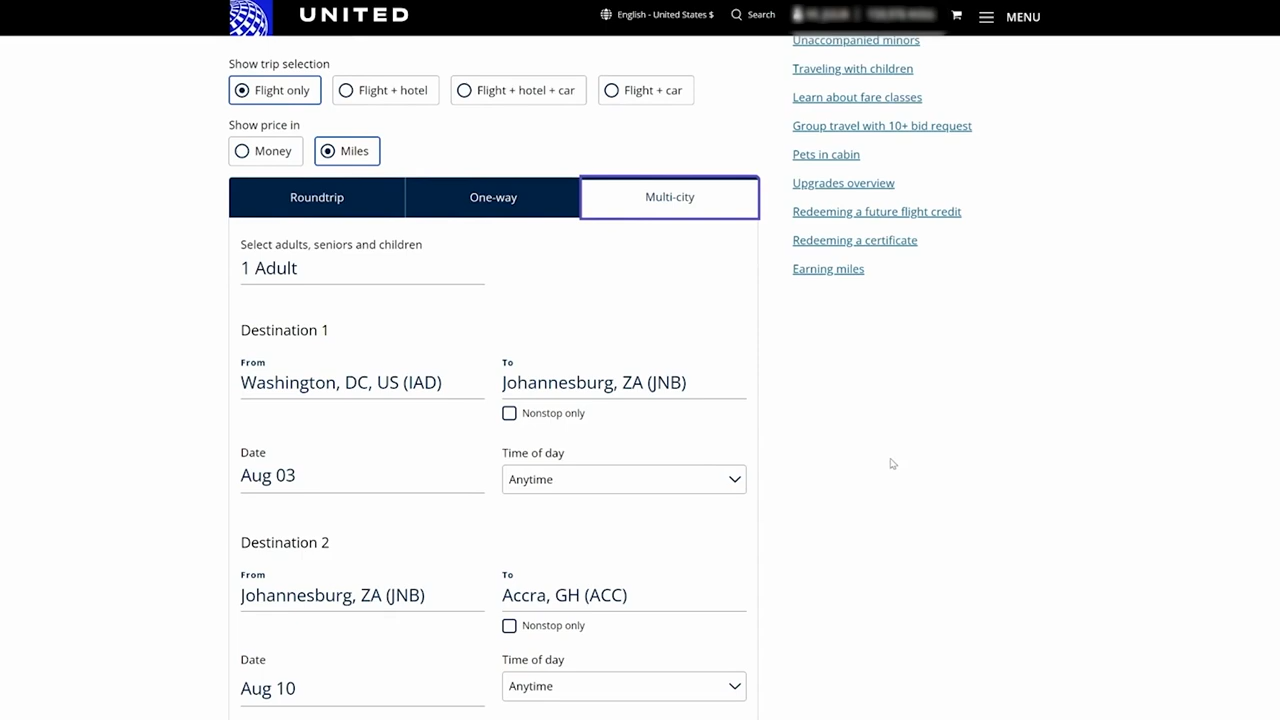 UNITED
English - United States $ Search MENU
Show trip selection
Flight only Flight + hotel Flight + hotel + car Flight + car
Show price in
Money Miles
Roundtrip One-way Multi-city
Select adults, seniors and children
1 Adult
Destination 1
From To
Washington, DC, US (IAD) Johannesburg, ZA (JNB)
Nonstop only
Date Time of day
Aug 03 Anytime
Destination 2
From To
Johannesburg, ZA (JNB) Accra, GH (ACC)
Nonstop only
Date Time of day
Aug 10 Anytime
Unaccompanied minors
Traveling with children
Learn about fare classes
Group travel with 10+ bid request
Pets in cabin
Upgrades overview
Redeeming a future flight credit
Redeeming a certificate
Earning miles